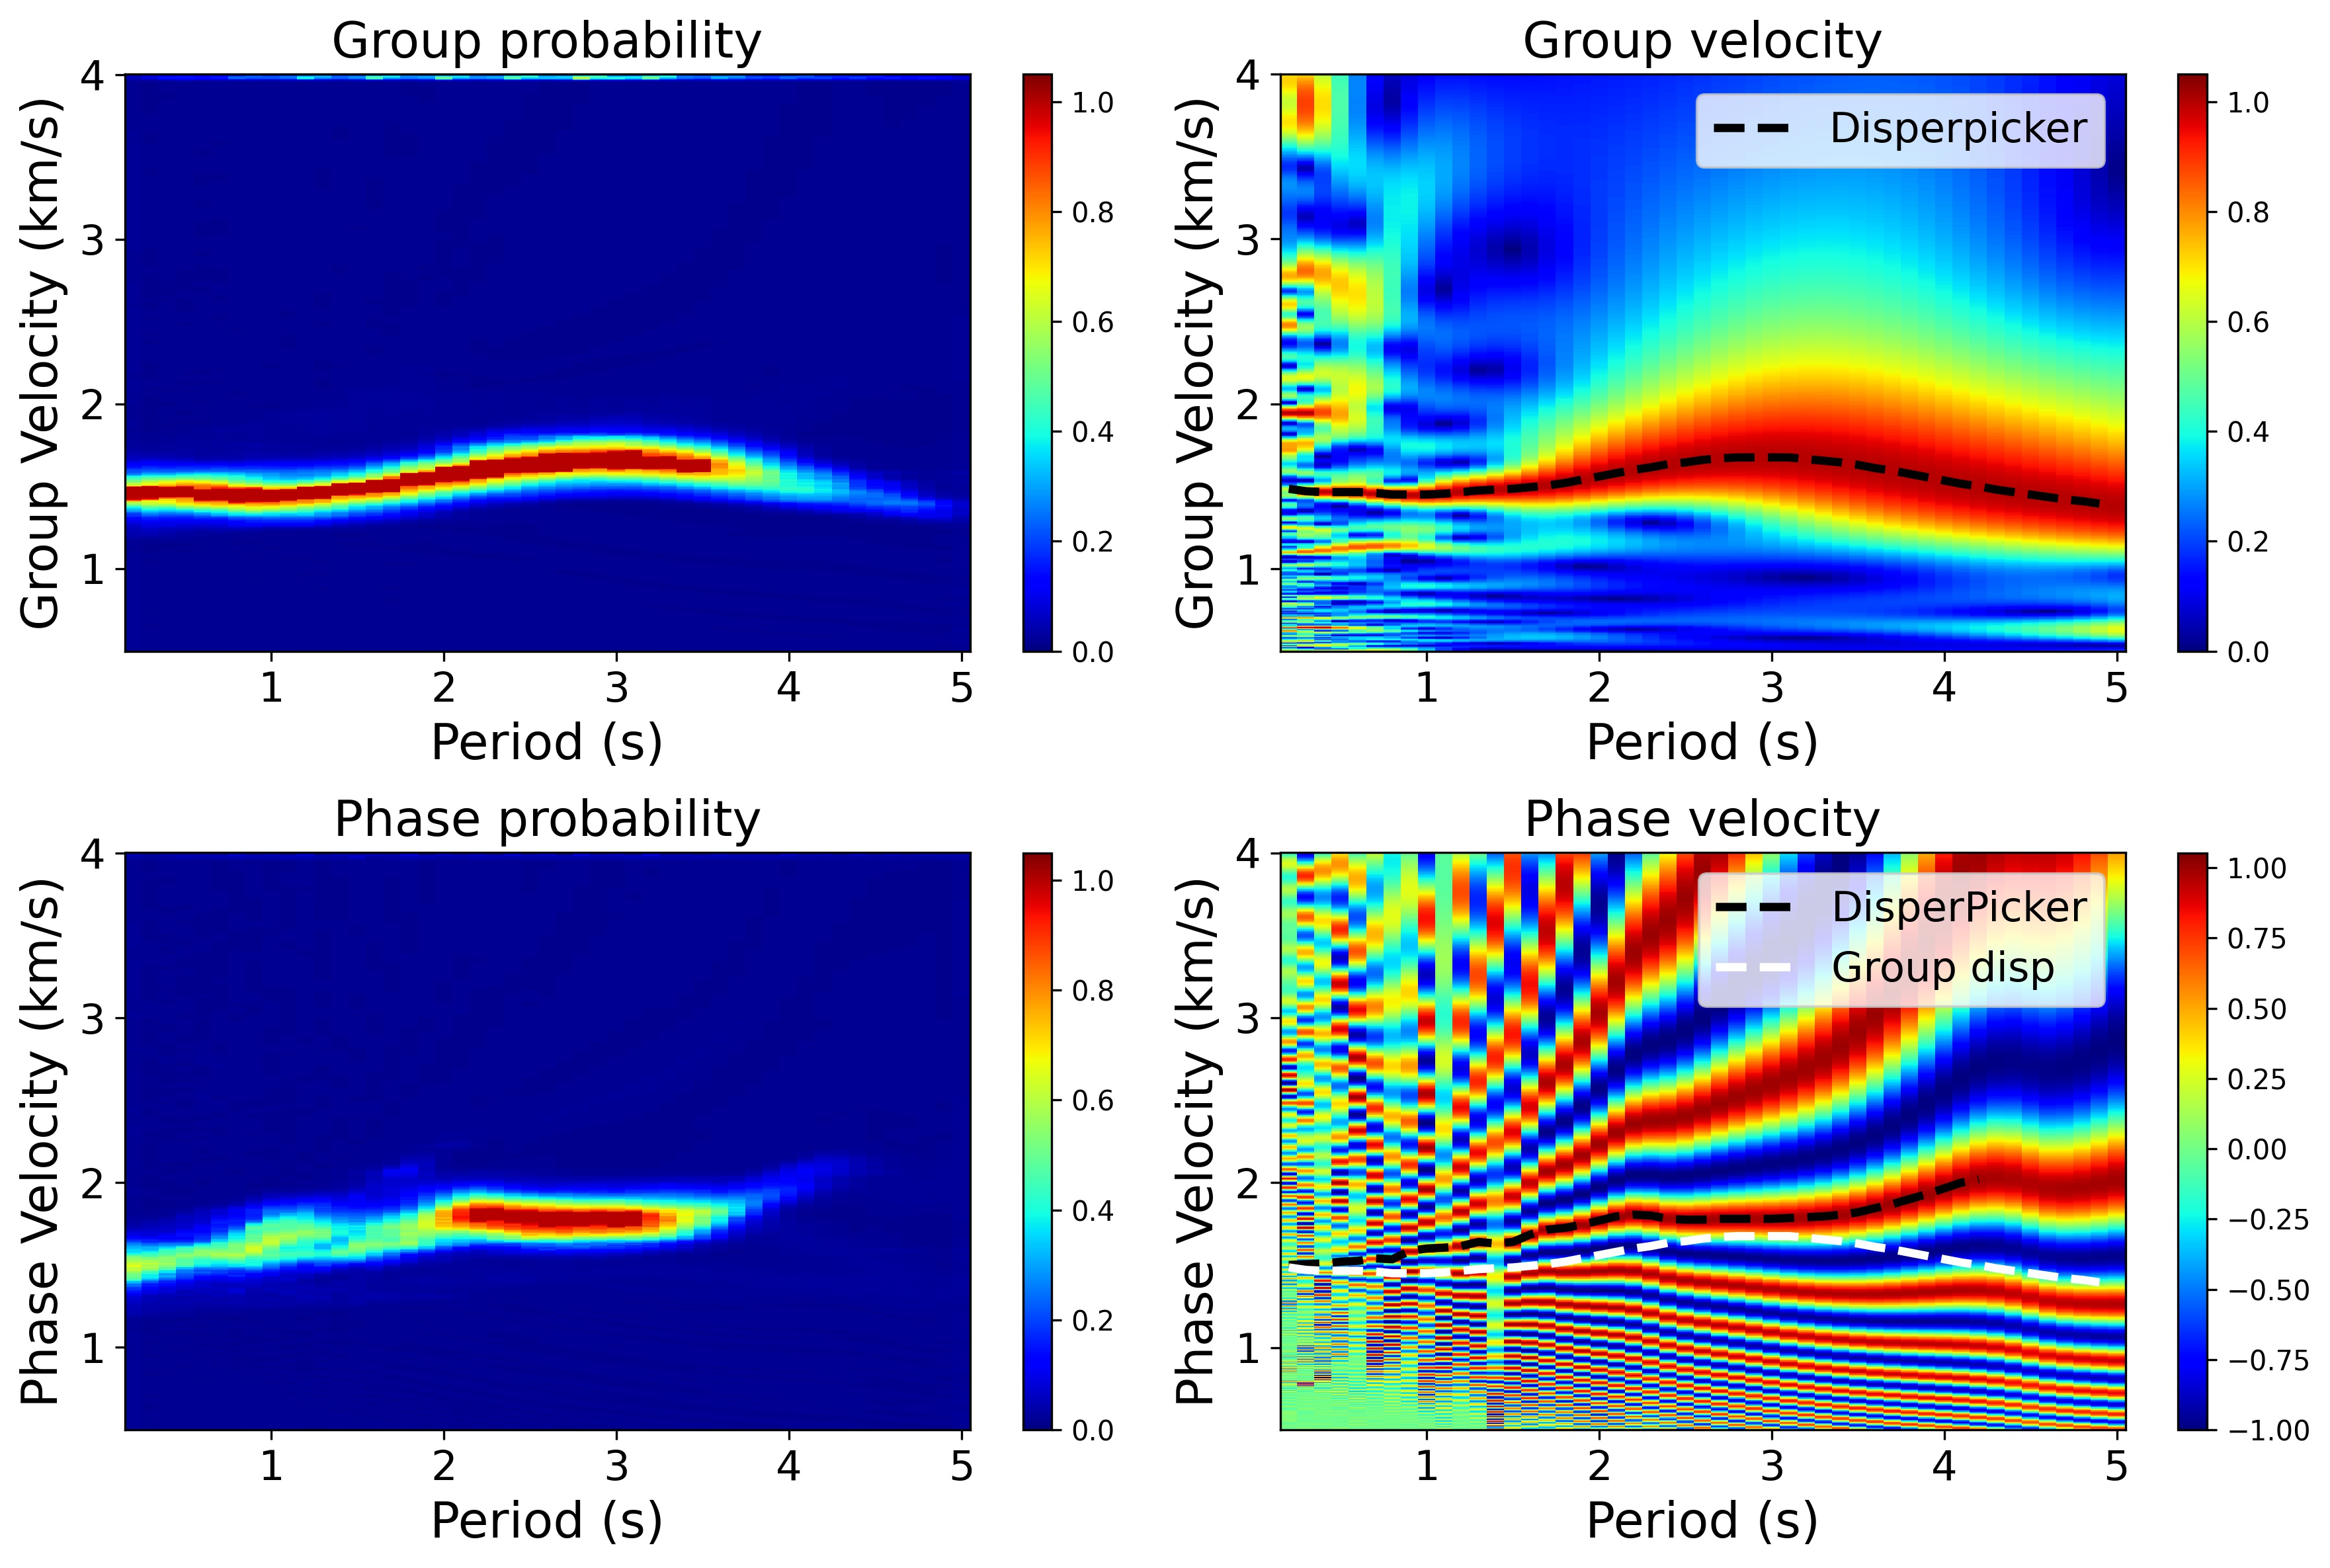 Group probability
Group Velocity (km/s)
4
3
2
1
1 2 3 4 5
Period (s)
1.0
0.8
0.6
0.4
0.2
0.0
Group velocity
Group Velocity (km/s)
4
3
2
1
Disperpicker
1 2 3 4 5
Period (s)
1.0
0.8
0.6
0.4
0.2
0.0
Phase probability
Phase Velocity (km/s)
4
3
2
1
1 2 3 4 5
Period (s)
1.0
0.8
0.6
0.4
0.2
0.0
Phase velocity
Phase Velocity (km/s)
4
3
2
1
DisperPicker
Group disp
1 2 3 4 5
Period (s)
1.00
0.75
0.50
0.25
0.00
−0.25
−0.50
−0.75
−1.00